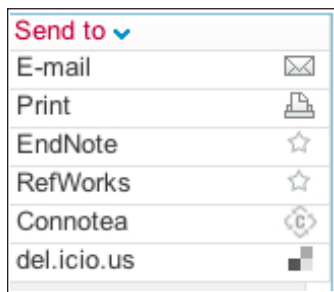 Send to
E-mail
Print
EndNote
RefWorks
Connotea
del.icio.us